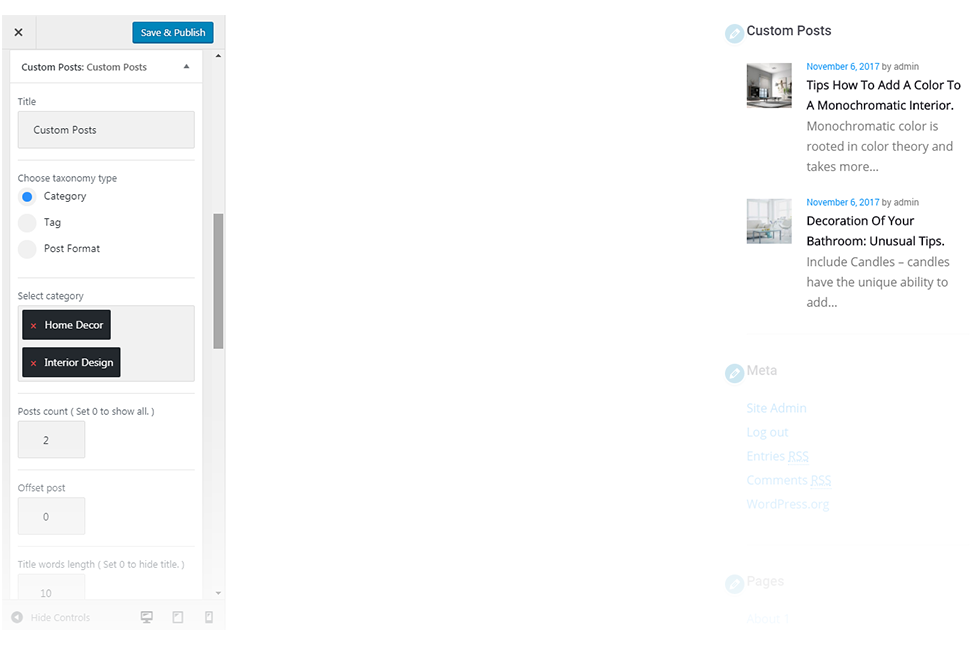 Save & Publish
Custom Posts: Custom Posts
Title
Custom Posts
Choose taxonomy type
Category
Tag
Post Format
Select category
× Home Decor
× Interior Design
Posts count ( Set 0 to show all. )
2
Offset post
0
Title words length ( Set 0 to hide title. )
10
Hide Controls
Custom Posts
November 6, 2017 by admin
Tips How To Add A Color To
A Monochromatic Interior.
Monochromatic color is
rooted in color theory and
takes more...
November 6, 2017 by admin
Decoration Of Your
Bathroom: Unusual Tips.
Include Candles – candles
have the unique ability to
add...
Meta
Site Admin
Log out
Entries RSS
Comments RSS
WordPress.org
Pages
About 1